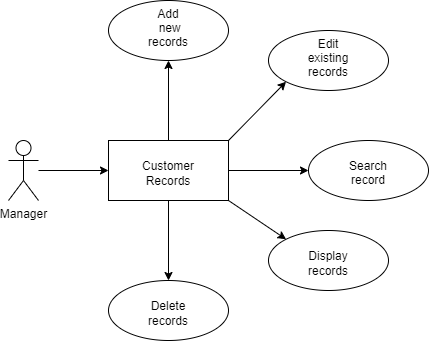 Add
new
records
Edit
existing
records
Customer
Records
Search
record
Manager
Display
records
Delete
records